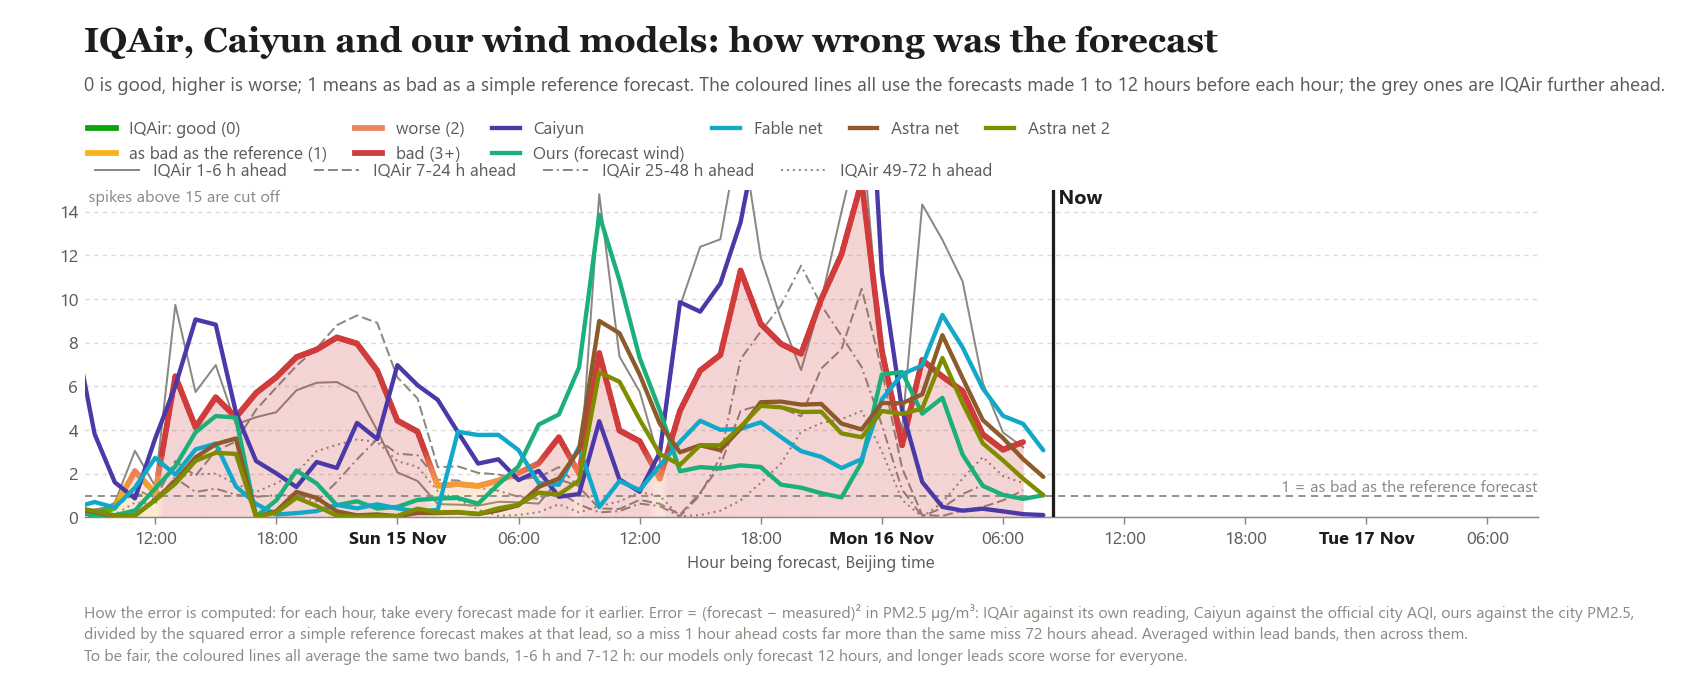 IQAir, Caiyun and our wind models: how wrong was the forecast
0 is good, higher is worse; 1 means as bad as a simple reference forecast. The coloured lines all use the forecasts made 1 to 12 hours before each hour; the grey ones are IQAir further ahead.
IQAir: good (0) worse (2) Caiyun Fable net Astra net Astra net 2
as bad as the reference (1) bad (3+) Ours (forecast wind)
IQAir 1-6 h ahead IQAir 7-24 h ahead IQAir 25-48 h ahead IQAir 49-72 h ahead
spikes above 15 are cut off
Now
14
12
10
8
6
4
2
1 = as bad as the reference forecast
0
12:00 18:00 Sun 15 Nov 06:00 12:00 18:00 Mon 16 Nov 06:00 12:00 18:00 Tue 17 Nov 06:00
Hour being forecast, Beijing time
How the error is computed: for each hour, take every forecast made for it earlier. Error = (forecast − measured)² in PM2.5 µg/m³: IQAir against its own reading, Caiyun against the official city AQI, ours against the city PM2.5,
divided by the squared error a simple reference forecast makes at that lead, so a miss 1 hour ahead costs far more than the same miss 72 hours ahead. Averaged within lead bands, then across them.
To be fair, the coloured lines all average the same two bands, 1-6 h and 7-12 h: our models only forecast 12 hours, and longer leads score worse for everyone.